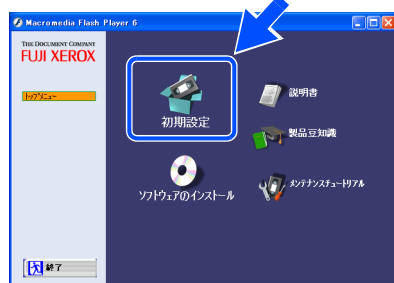 Macromedia Flash Player 6
THE DOCUMENT COMPANY
FUJI XEROX
トップメニュー
初期設定
説明書
製品豆知識
ソフトウェアのインストール
メンテナンスチュートリアル
終了